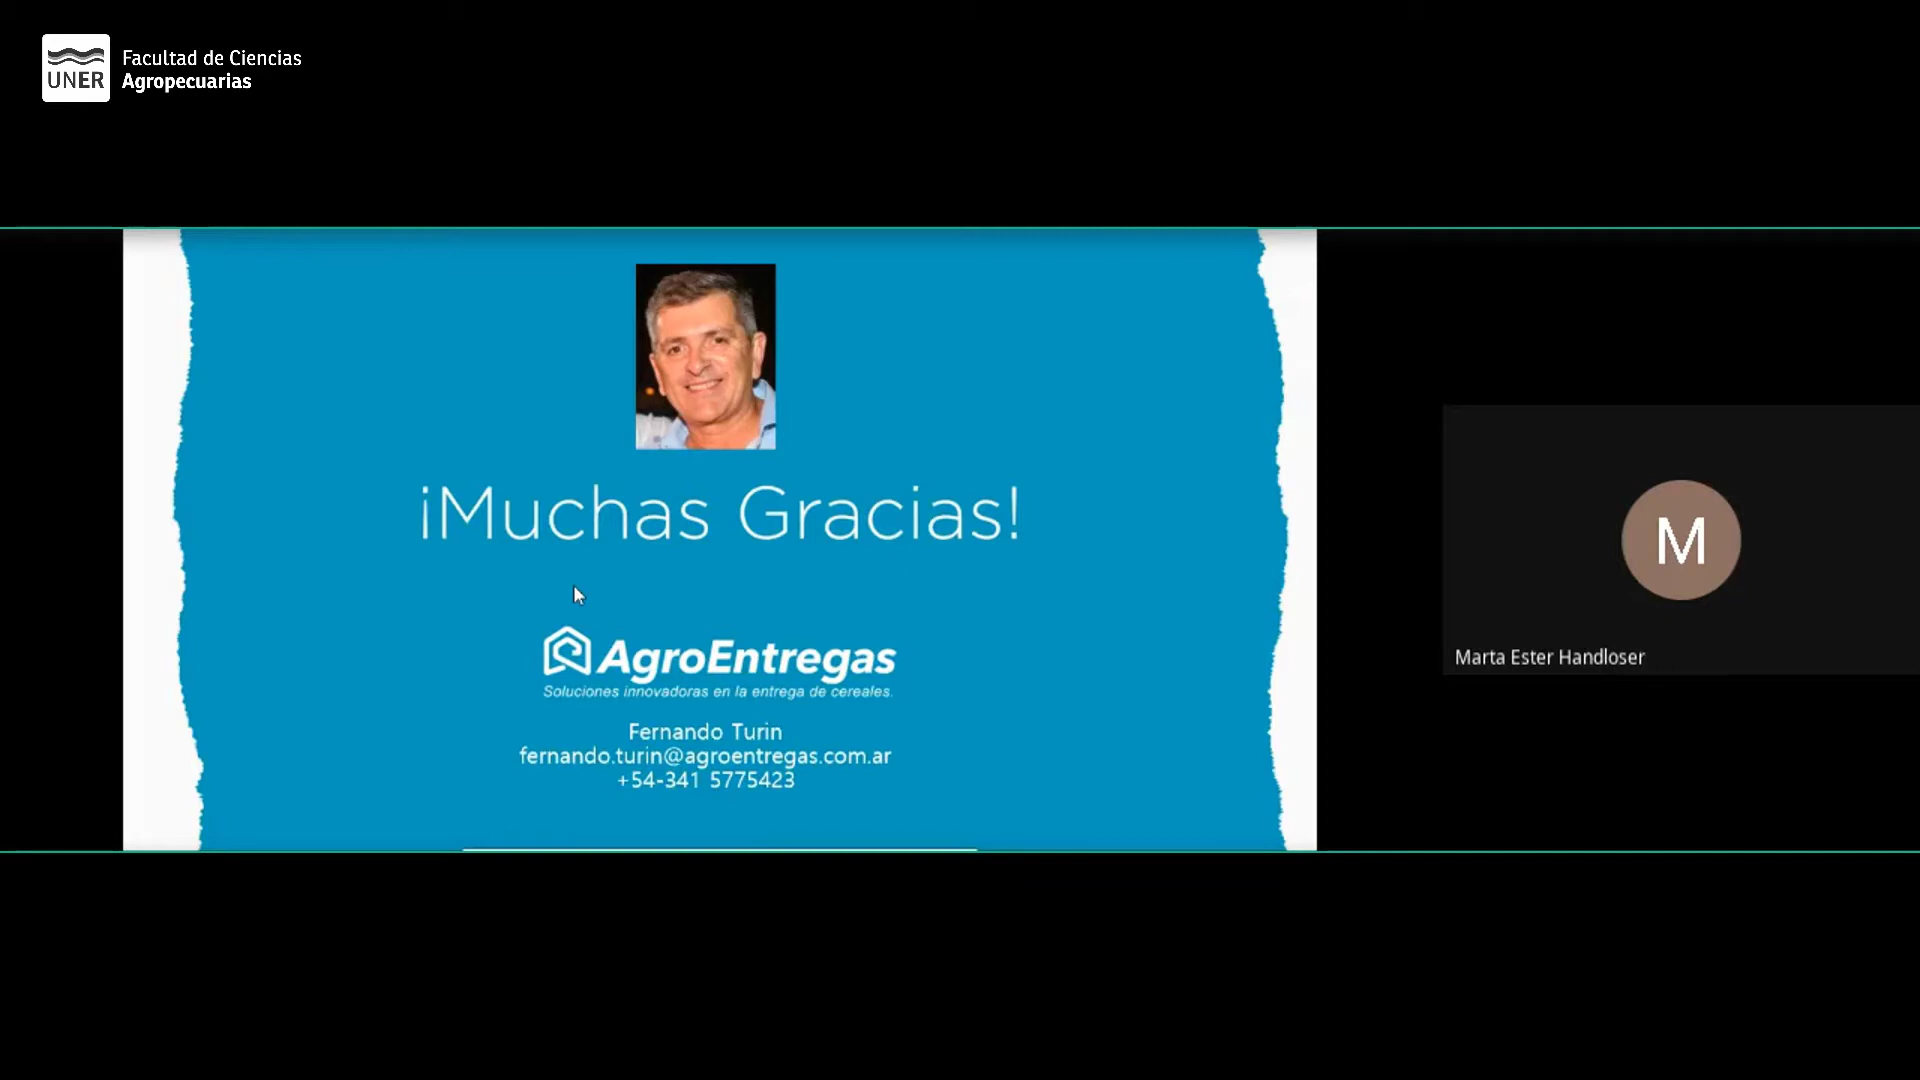 UNER
Facultad de Ciencias
Agropecuarias
¡Muchas Gracias!
AgroEntregas
Soluciones innovadoras en la entrega de cereales.
Fernando Turin
fernando.turin@agroentregas.com.ar
+54-341 5775423
M
Marta Ester Handloser